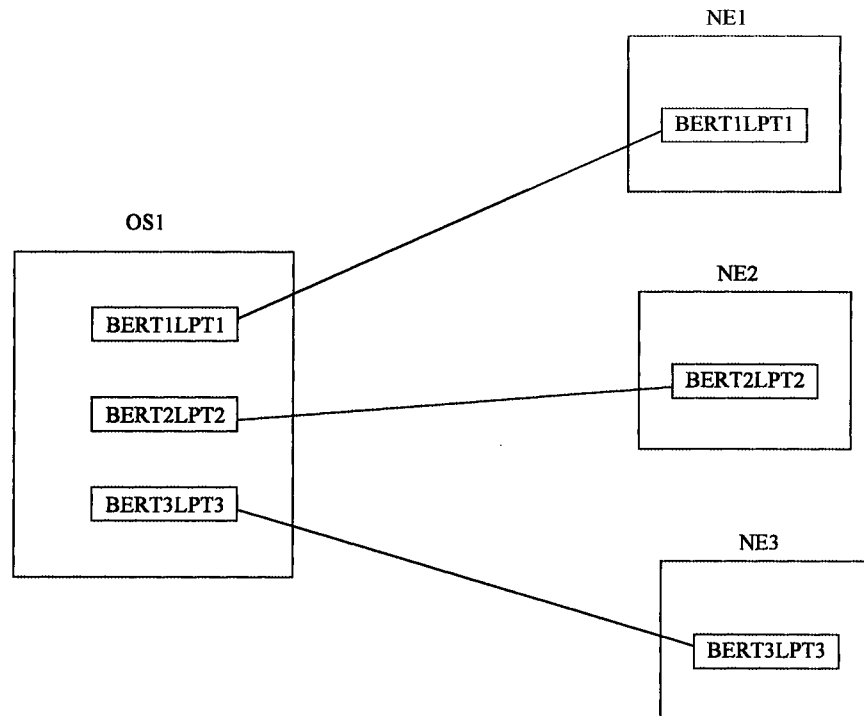 NE1
BERT1LPT1
OS1
BERT1LPT1
BERT2LPT2
BERT3LPT3
NE2
BERT2LPT2
NE3
BERT3LPT3